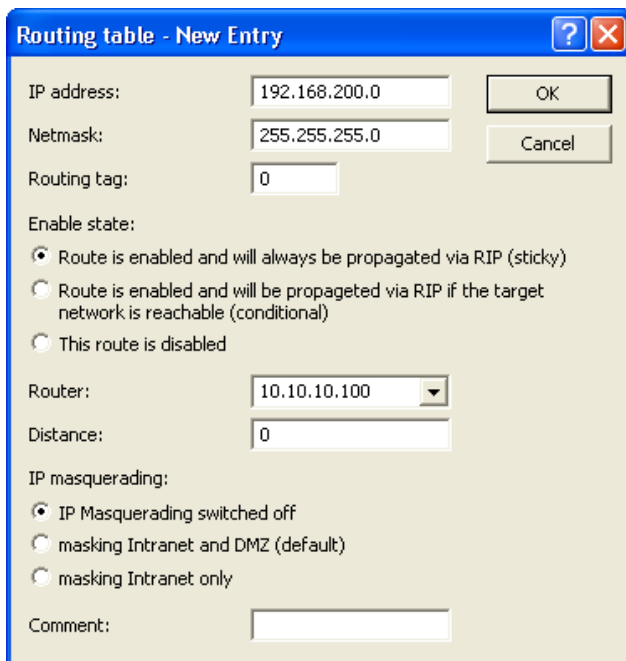 Routing table - New Entry
IP address:
192.168.200.0
OK
Netmask:
255.255.255.0
Cancel
Routing tag:
0
Enable state:
Route is enabled and will always be propagated via RIP (sticky)
Route is enabled and will be propageted via RIP if the target
network is reachable (conditional)
This route is disabled
Router:
10.10.10.100
Distance:
0
IP masquerading:
IP Masquerading switched off
masking Intranet and DMZ (default)
masking Intranet only
Comment: